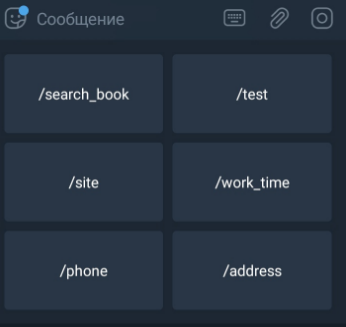 Сообщение
/search_book /test
/site /work_time
/phone /address